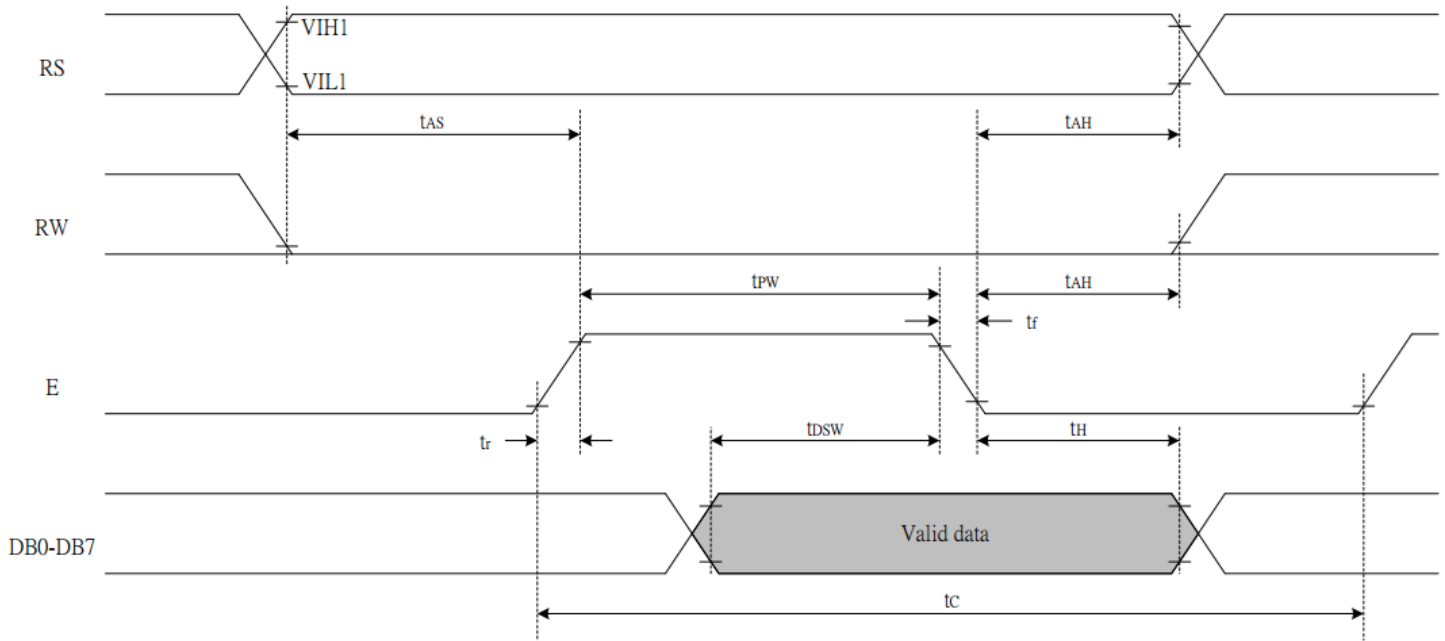 VIH1
RS
VIL1
tAS
tAH
RW
tPW
tAH
tf
E
tr
tDSW
tH
Valid data
DB0-DB7
tC